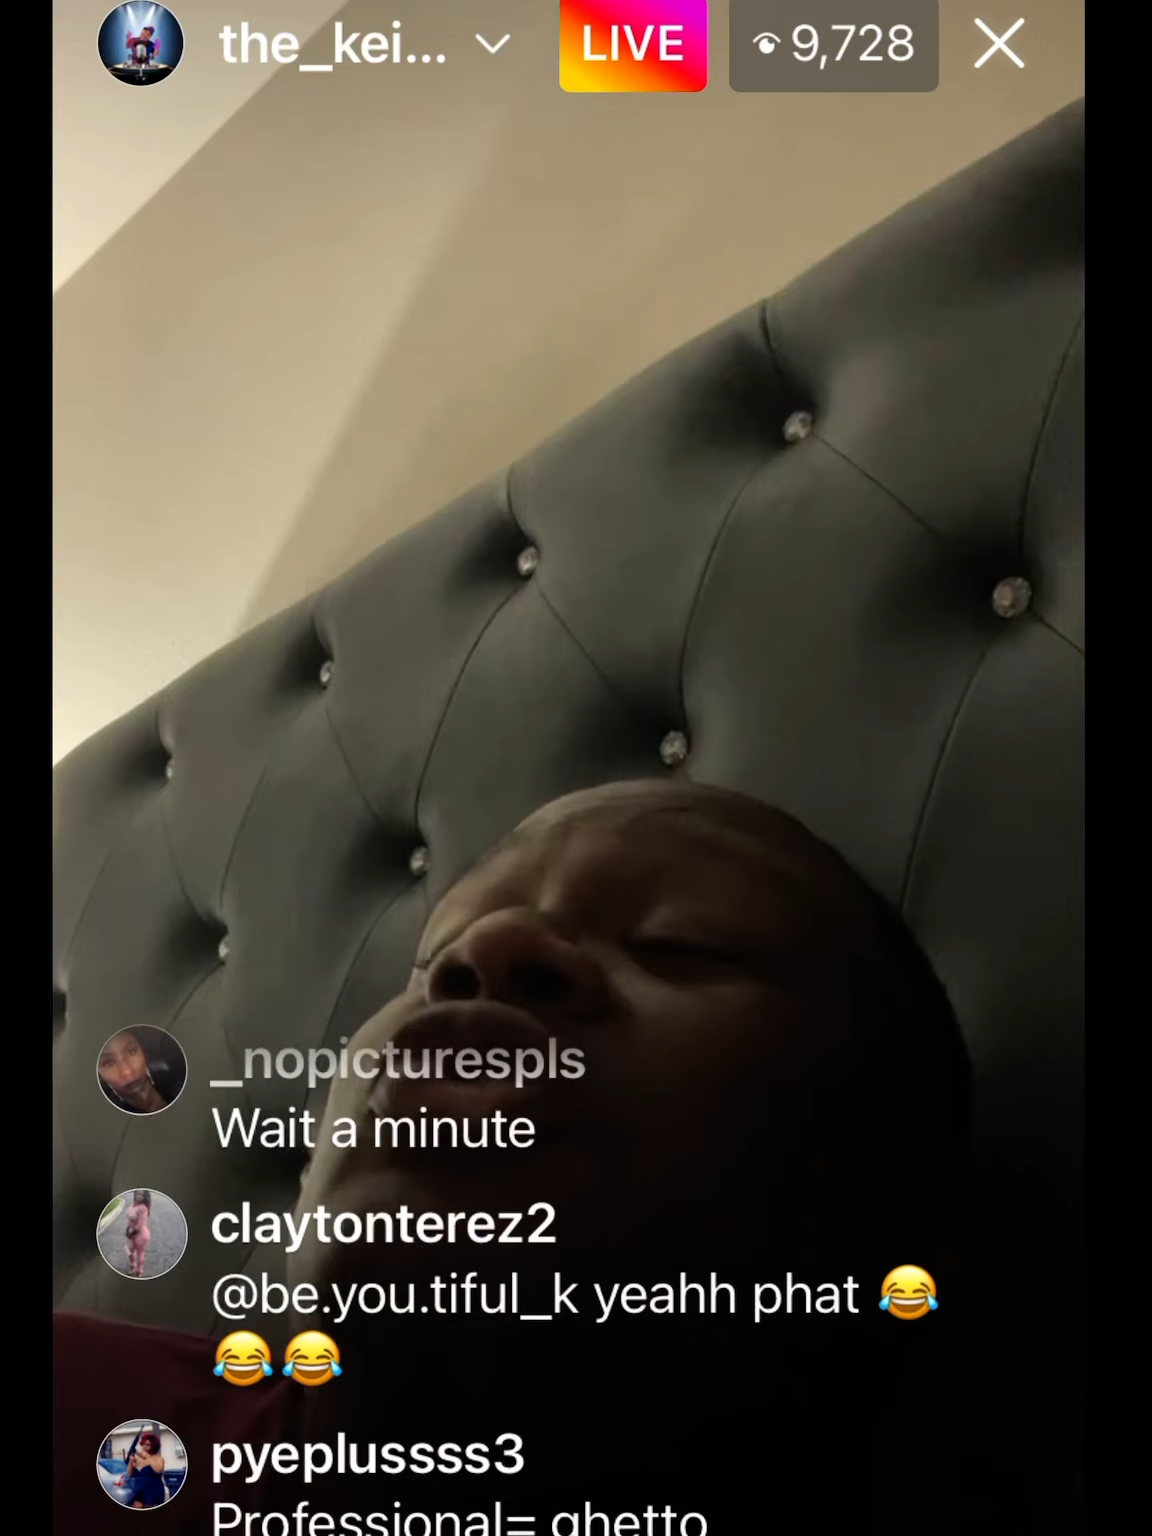 the_kei...
LIVE
9,728
_nopicturespls
Wait a minute
claytonterez2
@be.you.tiful_k yeahh phat 😂
😂😂
pyeplussss3
Professional= ghetto